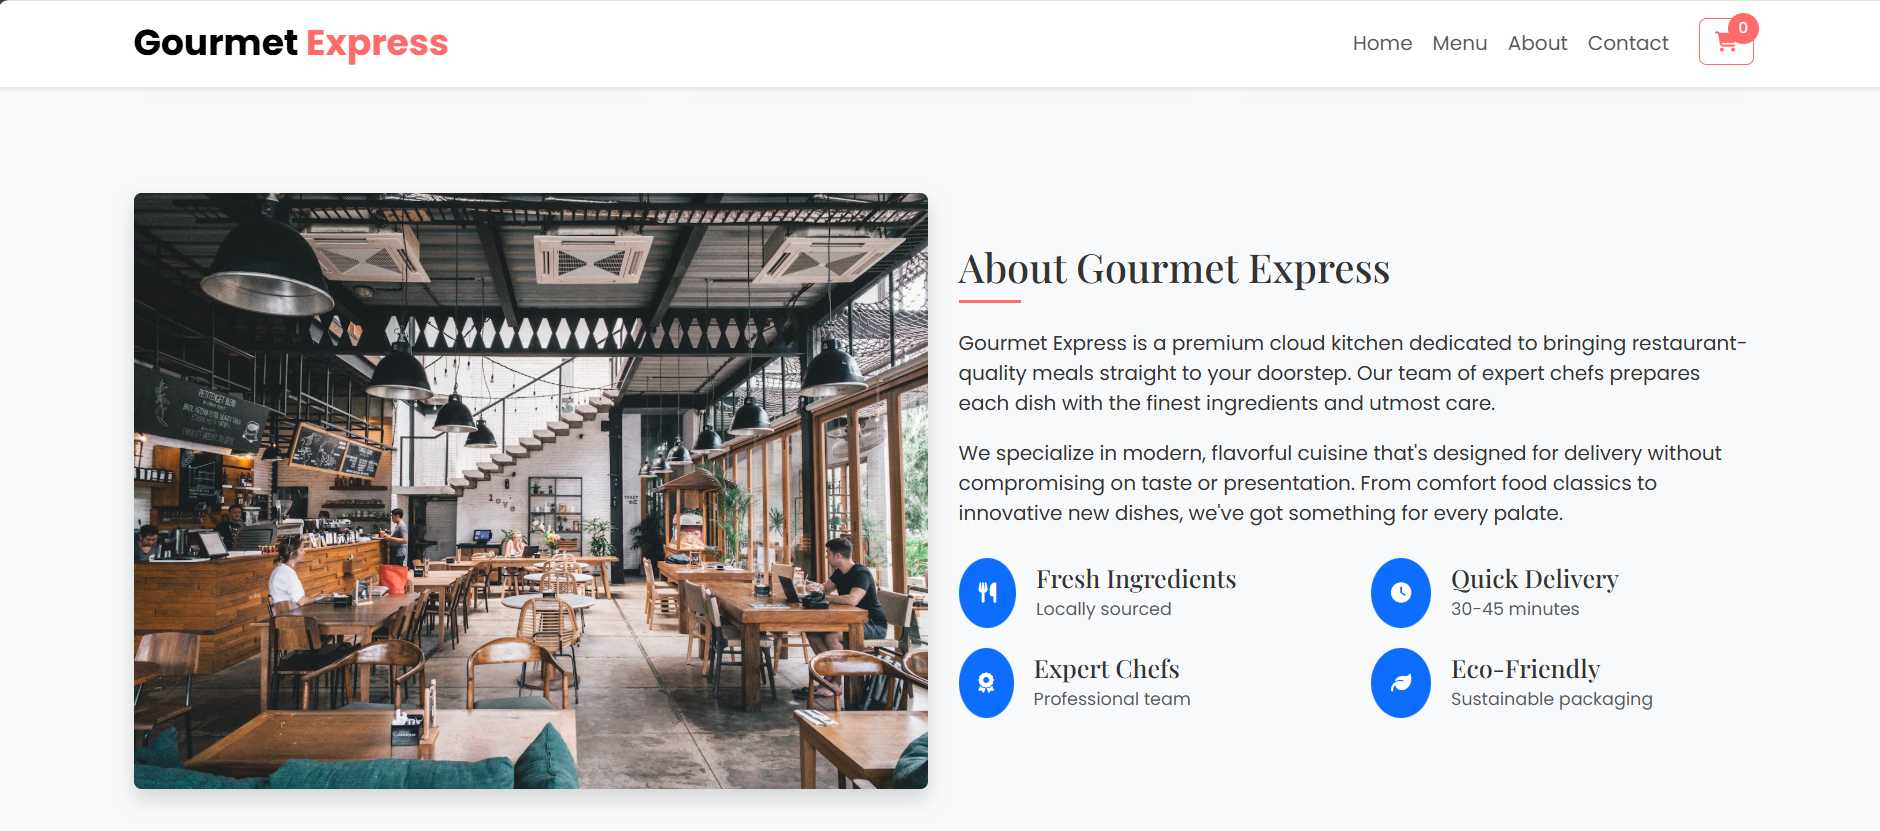 Gourmet Express
Home Menu About Contact
0
love
About Gourmet Express
Gourmet Express is a premium cloud kitchen dedicated to bringing restaurant-
quality meals straight to your doorstep. Our team of expert chefs prepares
each dish with the finest ingredients and utmost care.
We specialize in modern, flavorful cuisine that's designed for delivery without
compromising on taste or presentation. From comfort food classics to
innovative new dishes, we've got something for every palate.
Fresh Ingredients
Locally sourced
Quick Delivery
30-45 minutes
Expert Chefs
Professional team
Eco-Friendly
Sustainable packaging